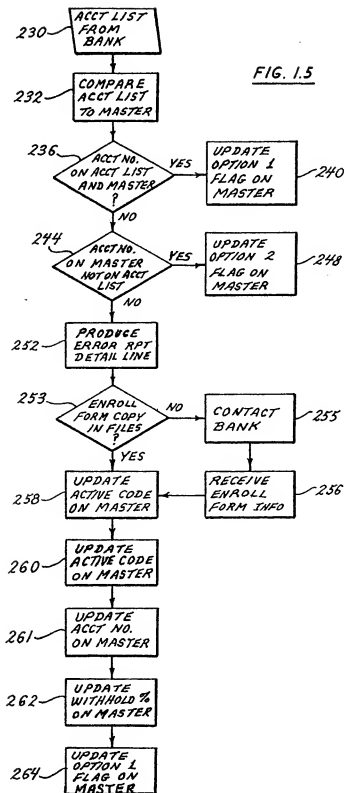 230
ACCT LIST
FROM
BANK
FIG. 1.5
232
COMPARE
ACCT LIST
TO MASTER
236
ACCT NO.
ON ACCT LIST
AND MASTER
?
YES
UPDATE
OPTION 1
FLAG ON
MASTER
240
NO
244
ACCT NO.
ON MASTER
NOT ON ACCT
LIST
YES
UPDATE
OPTION 2
FLAG ON
MASTER
248
NO
252
PRODUCE
ERROR RPT
DETAIL LINE
253
ENROLL
FORM COPY
IN FILES
?
NO
CONTACT
BANK
255
YES
258
UPDATE
ACTIVE CODE
ON MASTER
RECEIVE
ENROLL
FORM INFO
256
260
UPDATE
ACTIVE CODE
ON MASTER
261
UPDATE
ACCT NO.
ON MASTER
262
UPDATE
WITHHOLD %
ON MASTER
264
UPDATE
OPTION 1
FLAG ON
MASTER